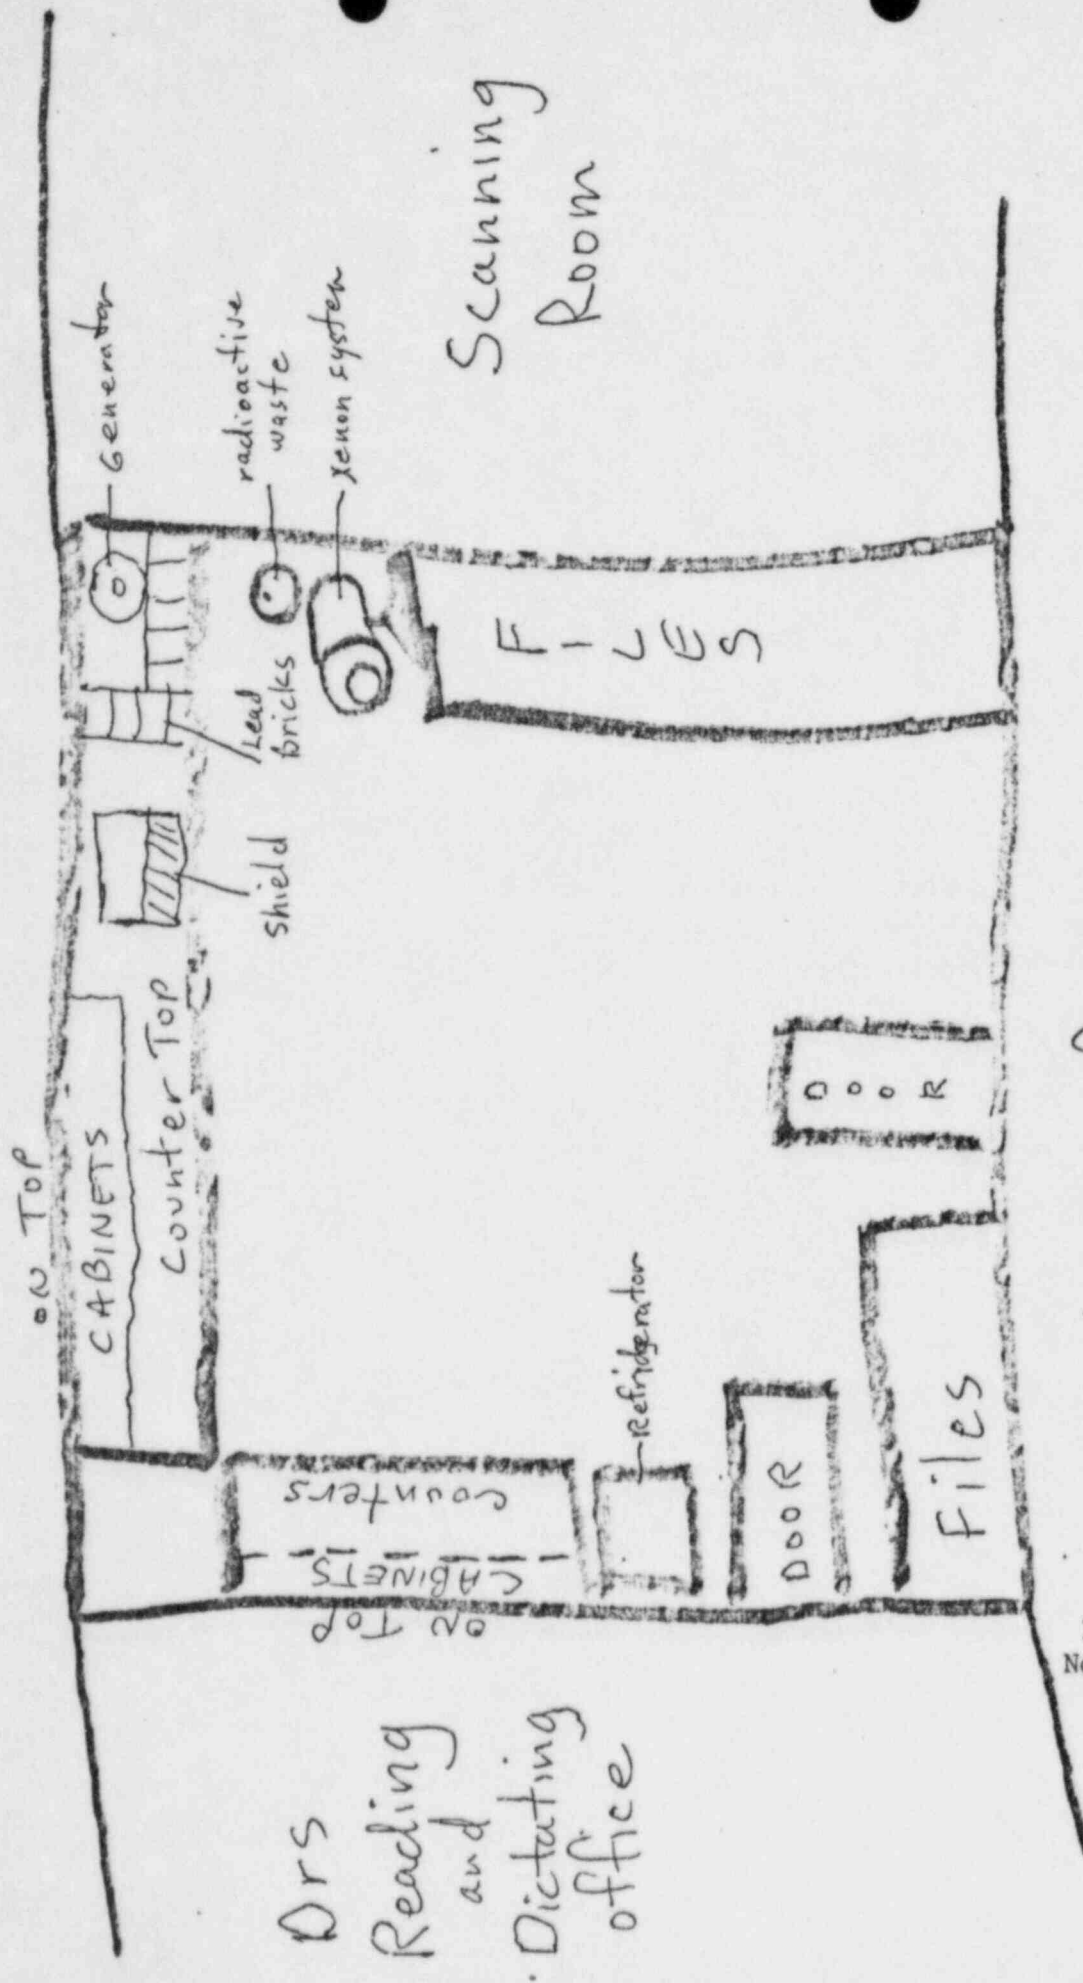 ON TOP
CABINETS
Counter TOP
Generator
radioactive
waste
xenon system
Lead
bricks
shield
Scanning
Room
FILES
Counters
CABINETS
ON
TOP
Refridgerator
DOOR
DOOR
Files
Drs
Reading
and
Dictating
office